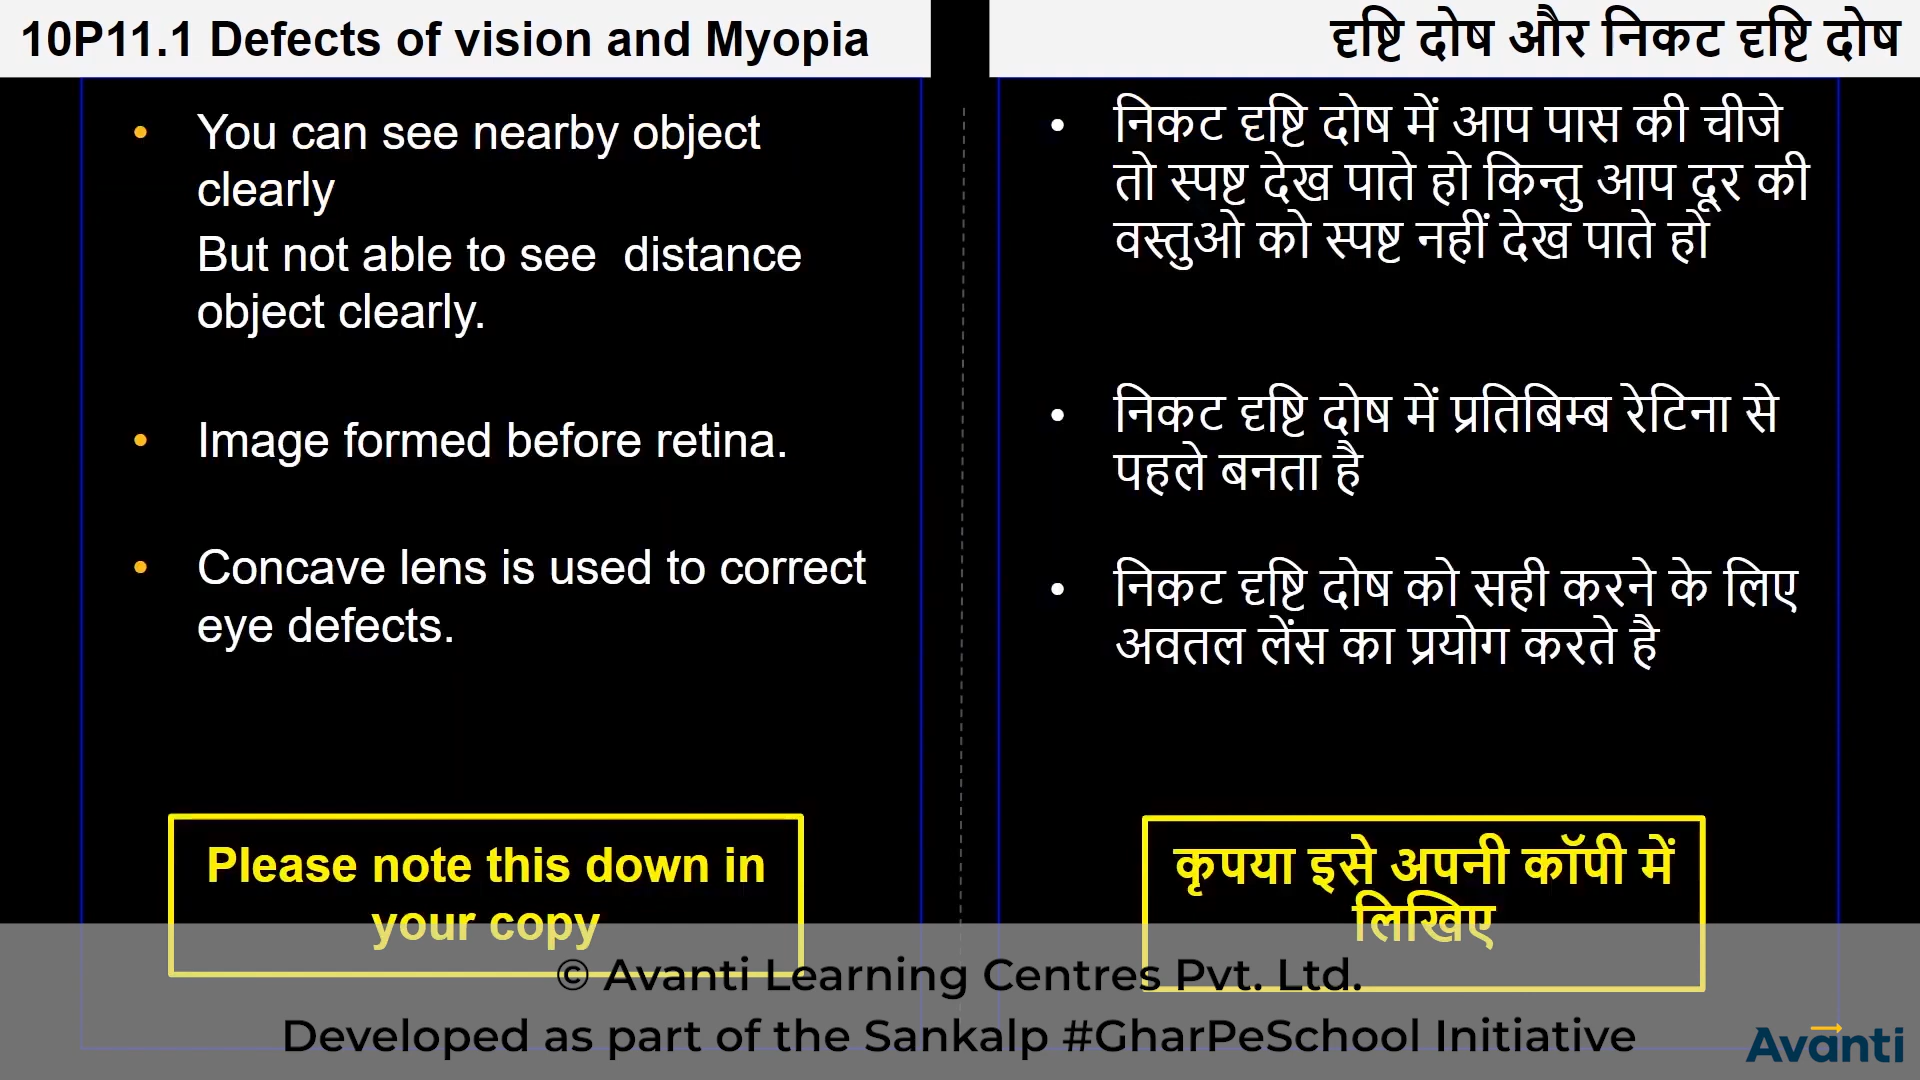 10P11.1 Defects of vision and Myopia
दृष्टि दोष और निकट दृष्टि दोष
• You can see nearby object
clearly
But not able to see  distance
object clearly.
• Image formed before retina.
• Concave lens is used to correct
eye defects.
Please note this down in
your copy
• निकट दृष्टि दोष में आप पास की चीजे
तो स्पष्ट देख पाते हो किन्तु आप दूर की
वस्तुओ को स्पष्ट नहीं देख पाते हो
• निकट दृष्टि दोष में प्रतिबिम्ब रेटिना से
पहले बनता है
• निकट दृष्टि दोष को सही करने के लिए
अवतल लेंस का प्रयोग करते है
कृपया इसे अपनी कॉपी में
लिखिए
© Avanti Learning Centres Pvt. Ltd.
Developed as part of the Sankalp #GharPeSchool Initiative
Avanti